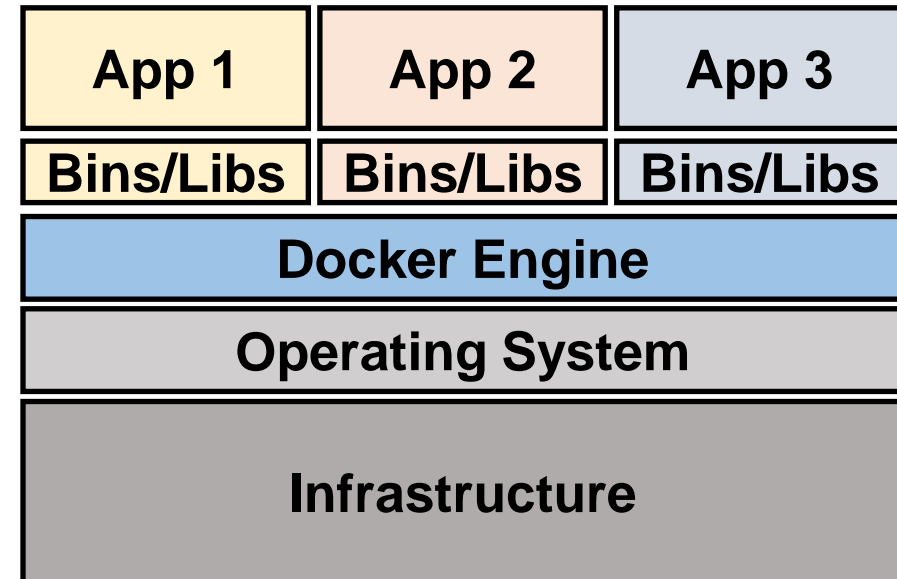 App 1 App 2 App 3
Bins/Libs Bins/Libs Bins/Libs
Docker Engine
Operating System
Infrastructure